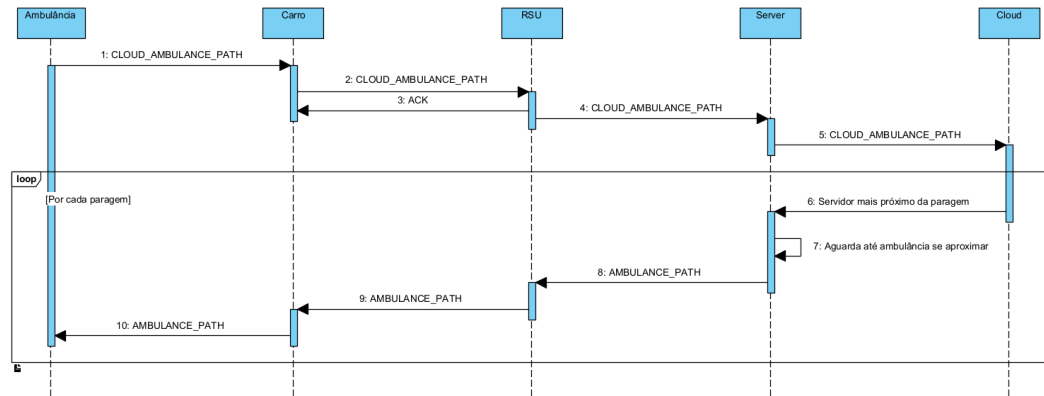 Ambulância
Carro
RSU
Server
Cloud
1: CLOUD_AMBULANCE_PATH
2: CLOUD_AMBULANCE_PATH
3: ACK
4: CLOUD_AMBULANCE_PATH
5: CLOUD_AMBULANCE_PATH
loop
[Por cada paragem]
6: Servidor mais próximo da paragem
7: Aguarda até ambulância se aproximar
8: AMBULANCE_PATH
9: AMBULANCE_PATH
10: AMBULANCE_PATH